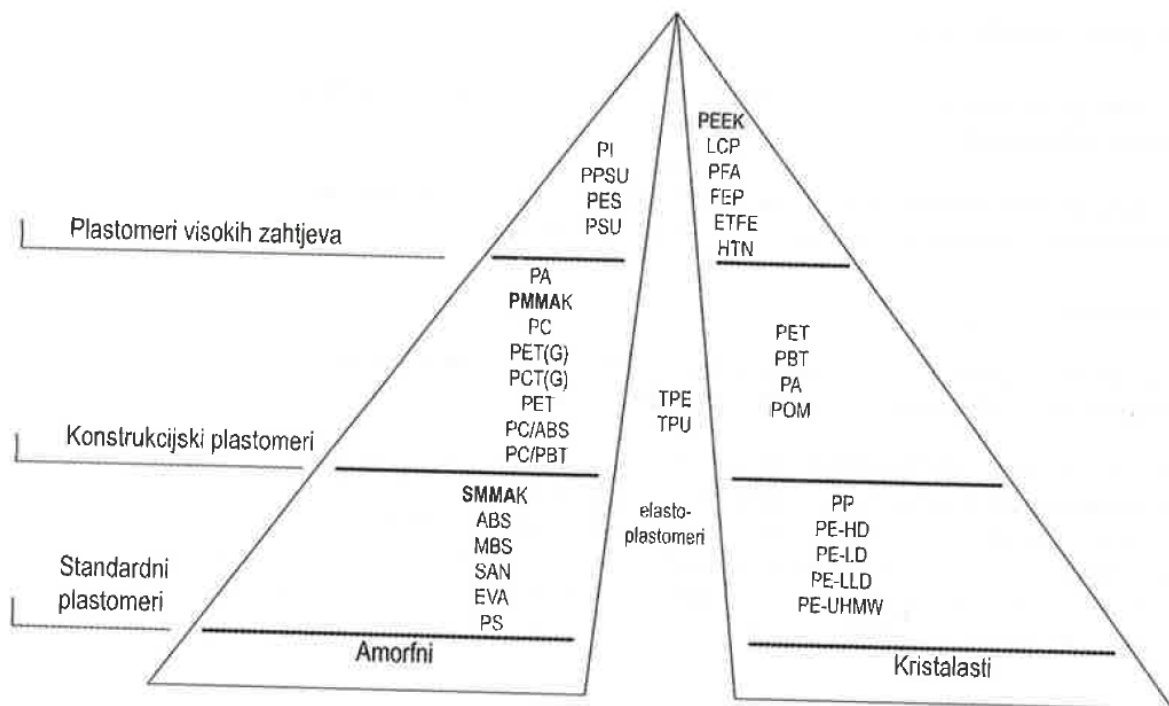 PEEK
LCP
PFA
FEP
ETFE
HTN
PI
PPSU
PES
PSU
Plastomeri visokih zahtjeva
PA
PMMAK
PC
PET(G)
PCT(G)
PET
PC/ABS
PC/PBT
Konstrukcijski plastomeri
TPE
TPU
PET
PBT
PA
POM
SMMAK
ABS
MBS
SAN
EVA
PS
Standardni
plastomeri
elasto-
plastomeri
PP
PE-HD
PE-LD
PE-LLD
PE-UHMW
Amorfni
Kristalasti